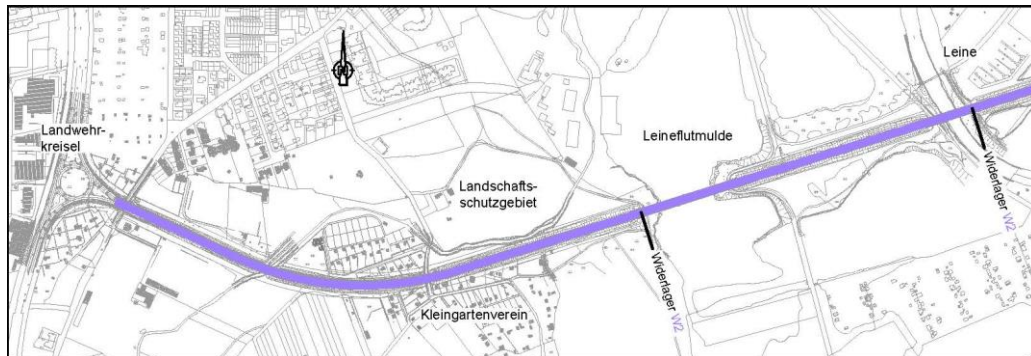 Leine
Landwehr-
kreisel
Leineflutmulde
Landschafts-
schutzgebiet
Widerlager W2
Widerlager W2
Kleingartenverein